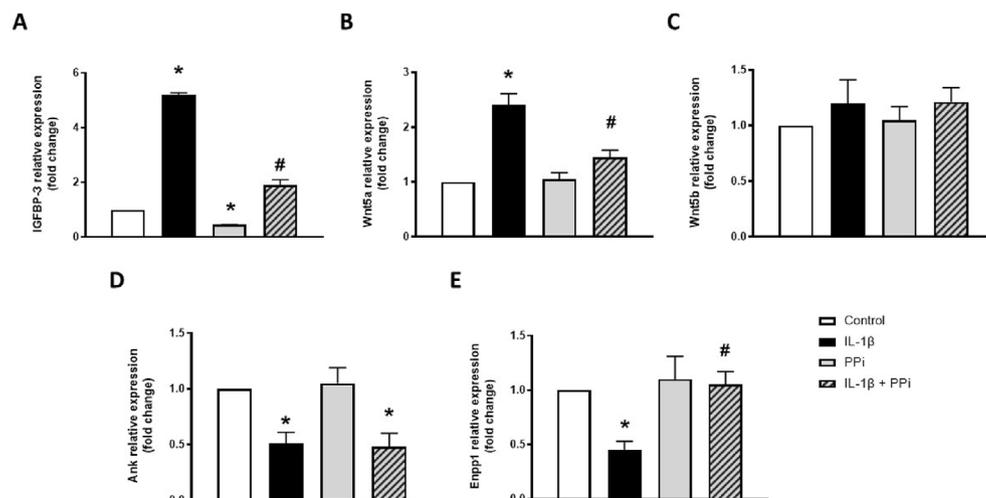 A
IGFBP-3 relative expression
(fold change)
6
4
2
0
*
*
#
B
Wnt5a relative expression
(fold change)
3
2
1
0
*
#
C
Wnt5b relative expression
(fold change)
1.5
1.0
0.5
0.0
D
Ank relative expression
(fold change)
1.5
1.0
0.5
0.0
*
*
E
Enpp1 relative expression
(fold change)
1.5
1.0
0.5
0.0
*
#
Control
IL-1β
PPi
IL-1β + PPi